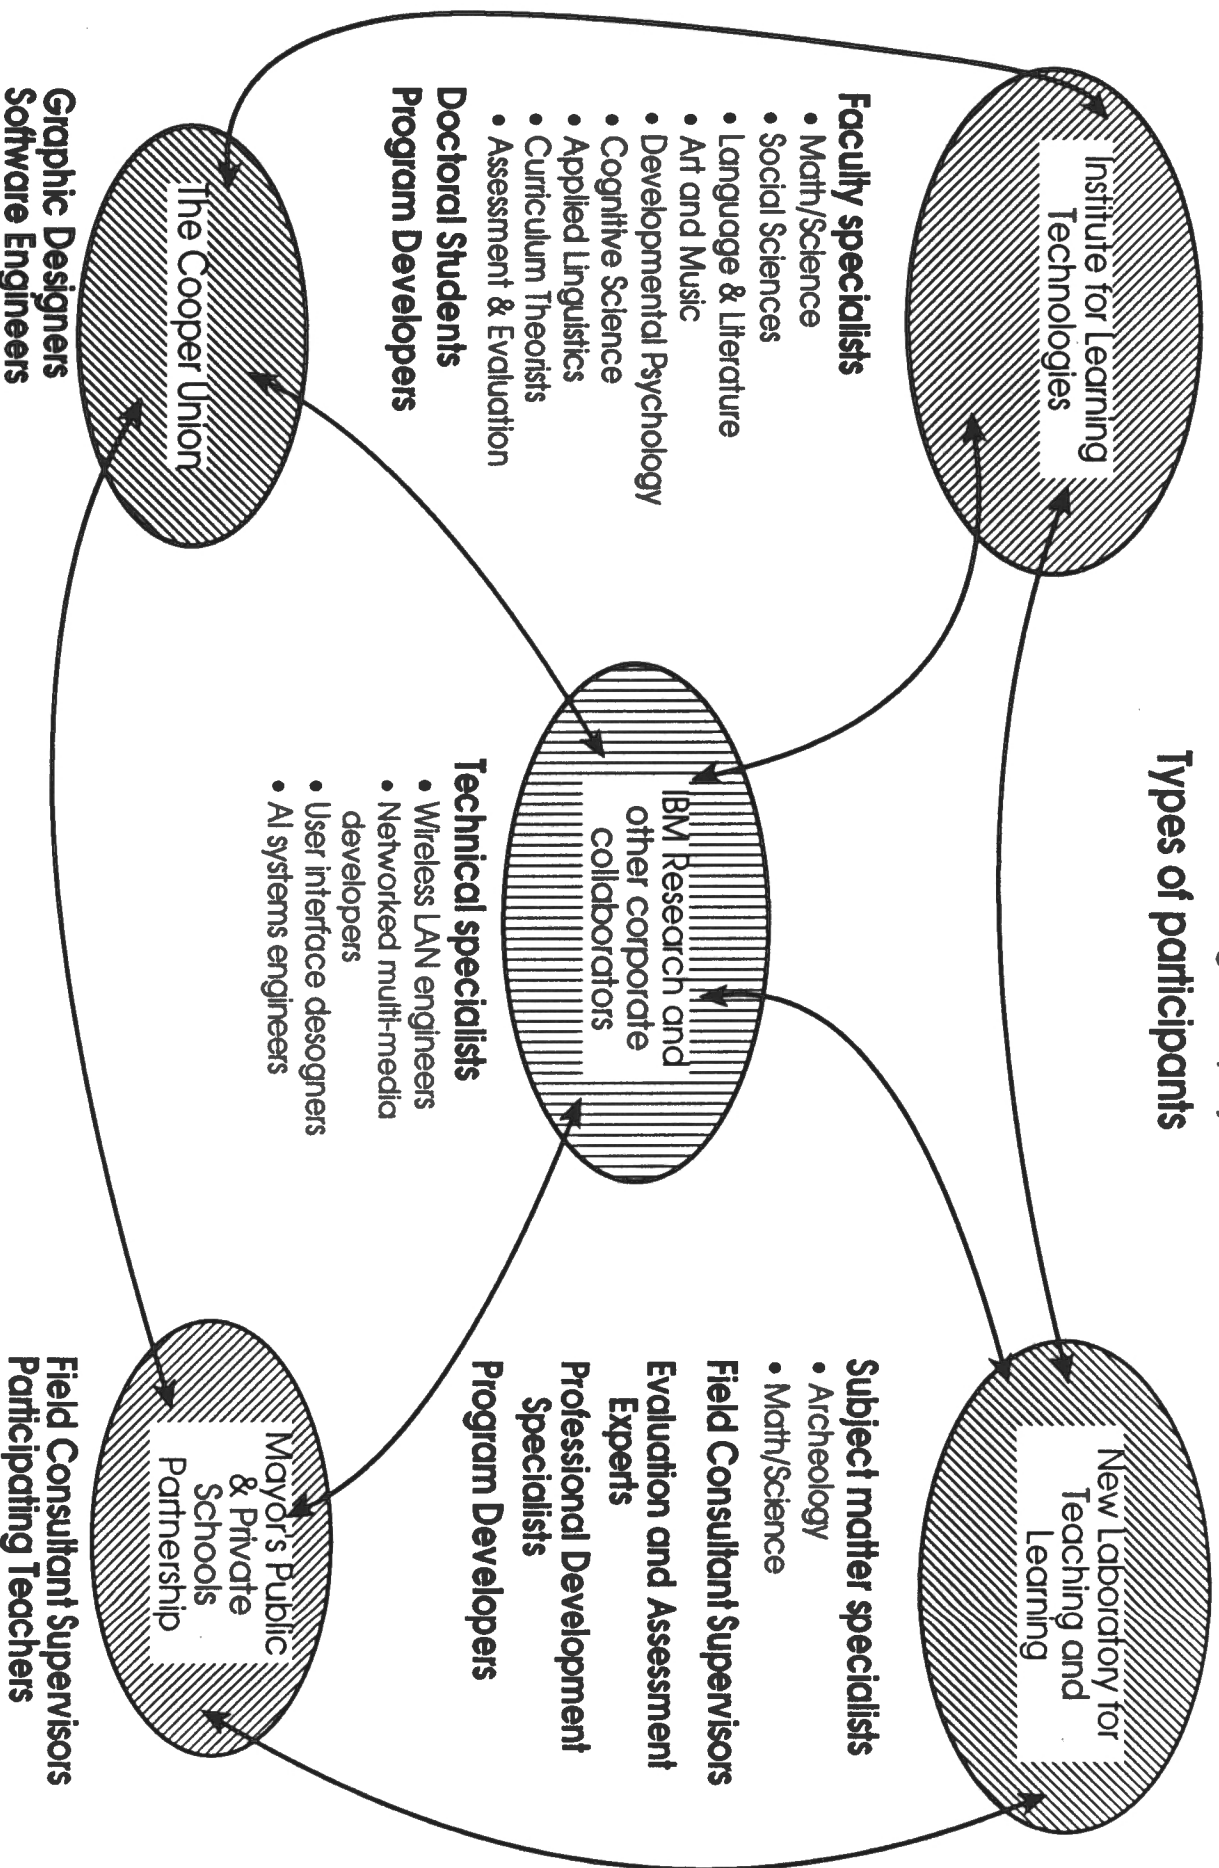 Types of participants
Institute for Learning
Technologies
Faculty specialists
• Math/Science
• Social Sciences
• Language & Literature
• Art and Music
• Developmental Psychology
• Cognitive Science
• Applied Linguistics
• Curriculum Theorists
• Assessment & Evaluation
Doctoral Students
Program Developers
New Laboratory for
Teaching and
Learning
Subject matter specialists
• Archeology
• Math/Science
Field Consultant Supervisors
Evaluation and Assessment
Experts
Professional Development
Specialists
Program Developers
IBM Research and
other corporate
collaborators
Technical specialists
• Wireless LAN engineers
• Networked multi-media
developers
• User interface desogners
• AI systems engineers
The Cooper Union
Graphic Designers
Software Engineers
Mayor's Public
& Private
Schools
Partnership
Field Consultant Supervisors
Participating Teachers